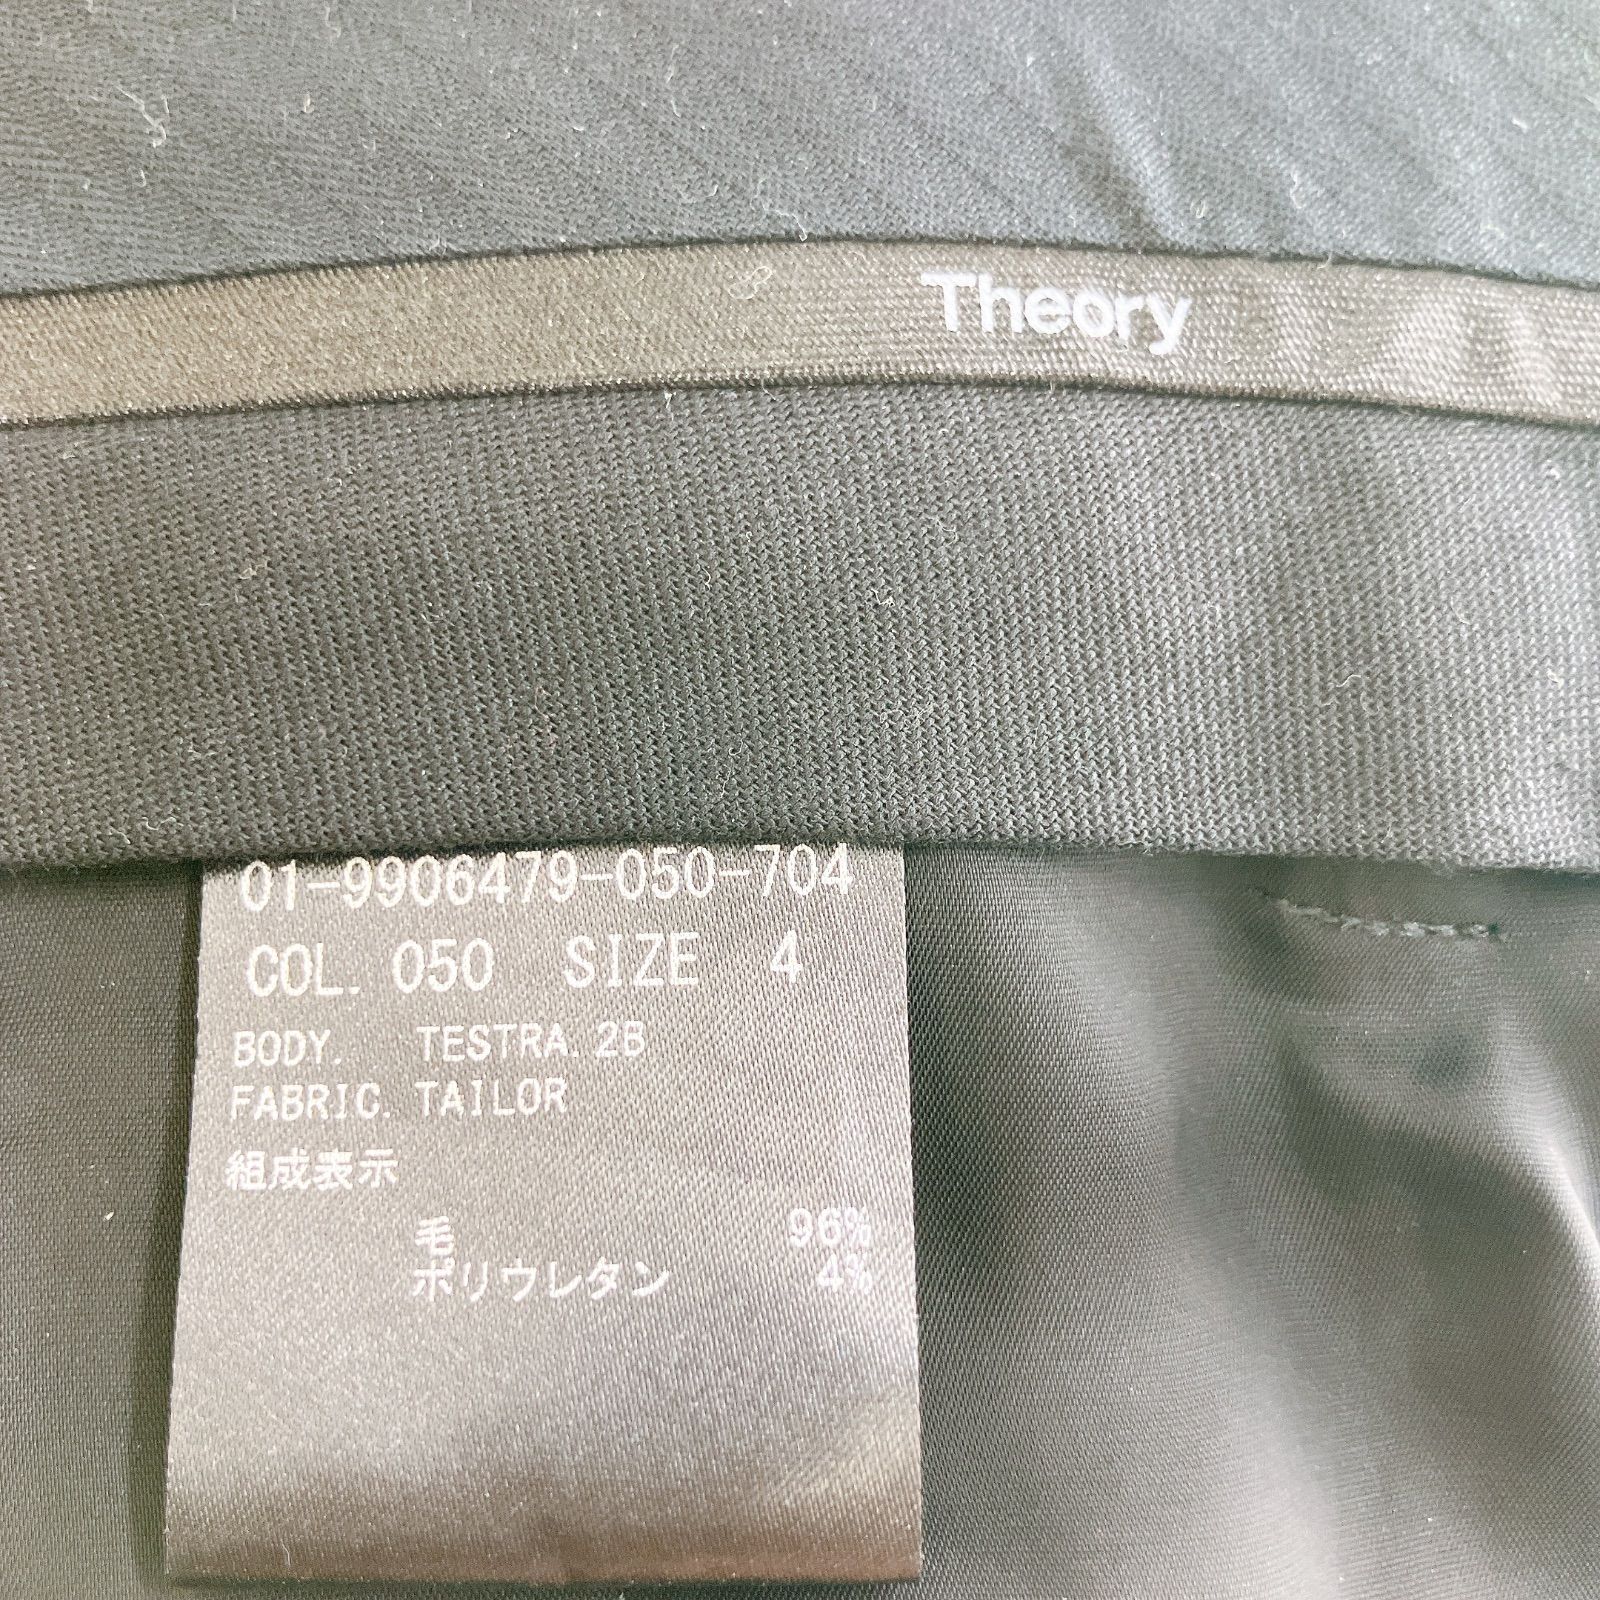 Theory
01-9906479-050-704
COL. 050 SIZE 4
BODY. TESTRA.2B
FABRIC. TAILOR
組成表示
毛 96%
ポリウレタン 4%